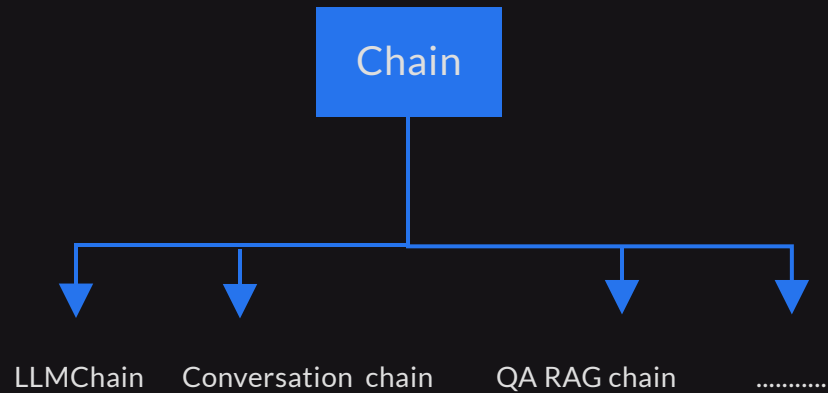 Chain
LLMChain Conversation chain QA RAG chain ...........